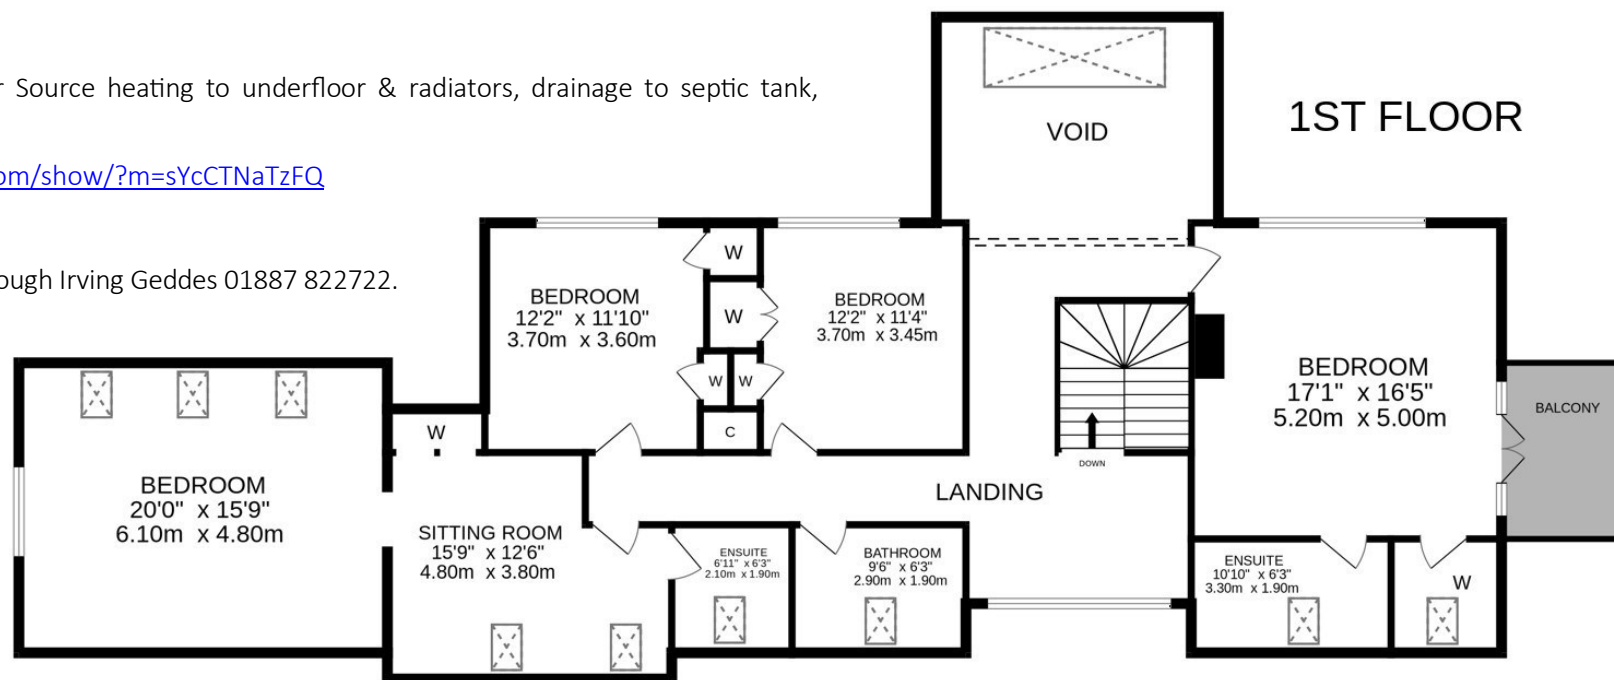 r Source heating to underfloor & radiators, drainage to septic tank,
om/show/?m=sYcCTNaTzFQ
ough Irving Geddes 01887 822722.
1ST FLOOR
VOID
W
BEDROOM
12'2" x 11'10"
3.70m x 3.60m
W
BEDROOM
12'2" x 11'4"
3.70m x 3.45m
W
W
C
BEDROOM
17'1" x 16'5"
5.20m x 5.00m
BALCONY
W
DOWN
LANDING
BEDROOM
20'0" x 15'9"
6.10m x 4.80m
SITTING ROOM
15'9" x 12'6"
4.80m x 3.80m
ENSUITE
6'11" x 6'3"
2.10m x 1.90m
BATHROOM
9'6" x 6'3"
2.90m x 1.90m
ENSUITE
10'10" x 6'3"
3.30m x 1.90m
W